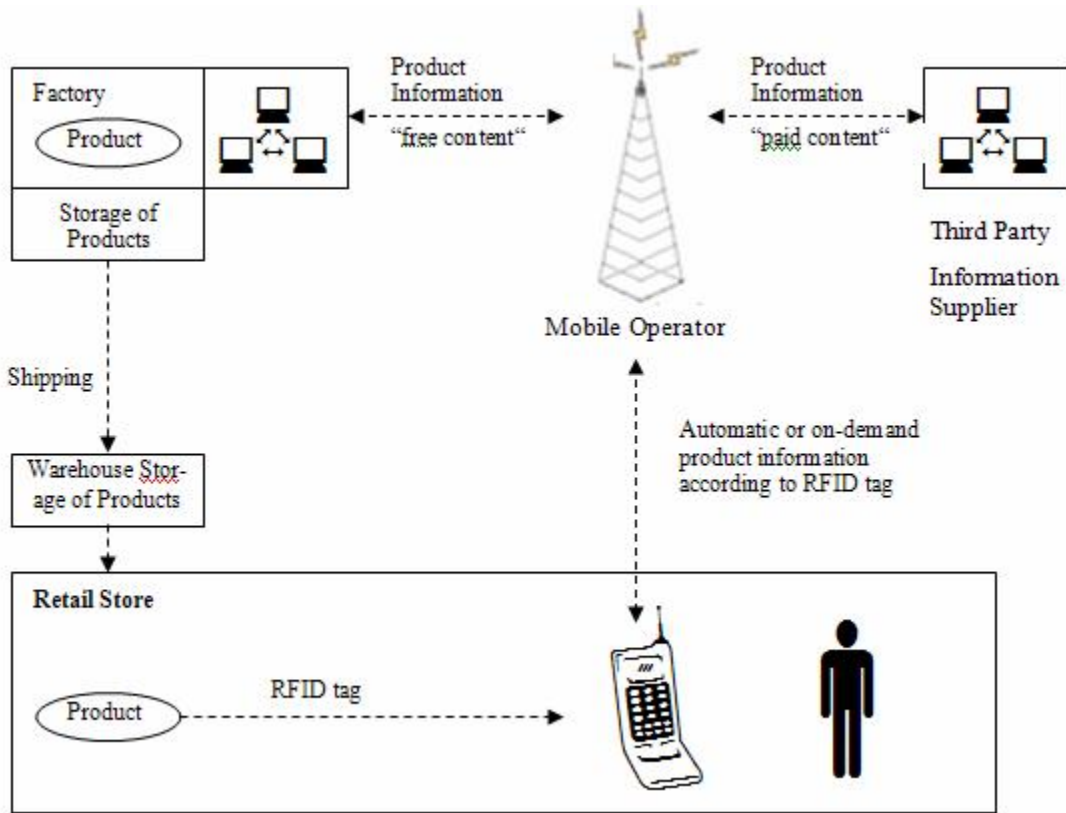 Factory
Product
Storage of
Products
Product
Information
“free content“
Product
Information
“paid content“
Third Party
Information
Supplier
Mobile Operator
Shipping
Automatic or on-demand
product information
according to RFID tag
Warehouse Stor-
age of Products
Retail Store
Product
RFID tag